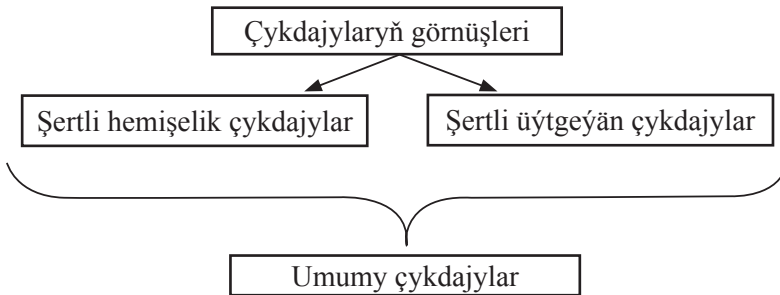 Çykdajylaryň görnüşleri
Şertli hemişelik çykdajylar
Şertli üýtgeýän çykdajylar
Umumy çykdajylar